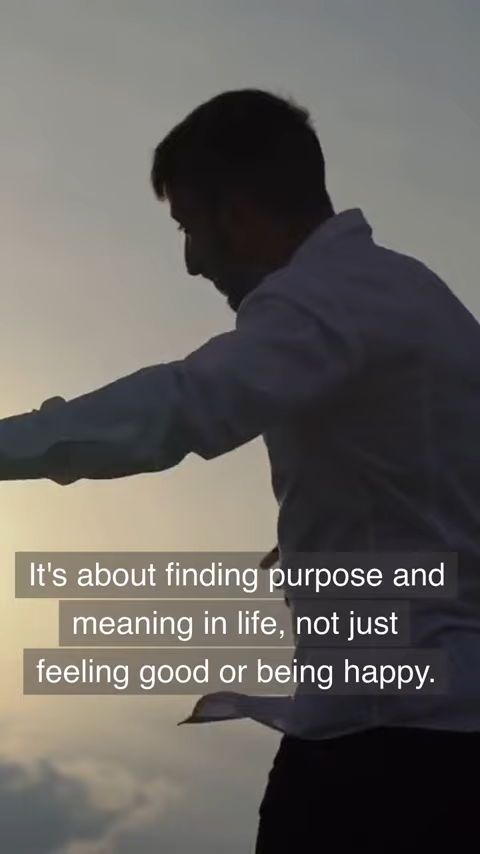 It's about finding purpose and
meaning in life, not just
feeling good or being happy.